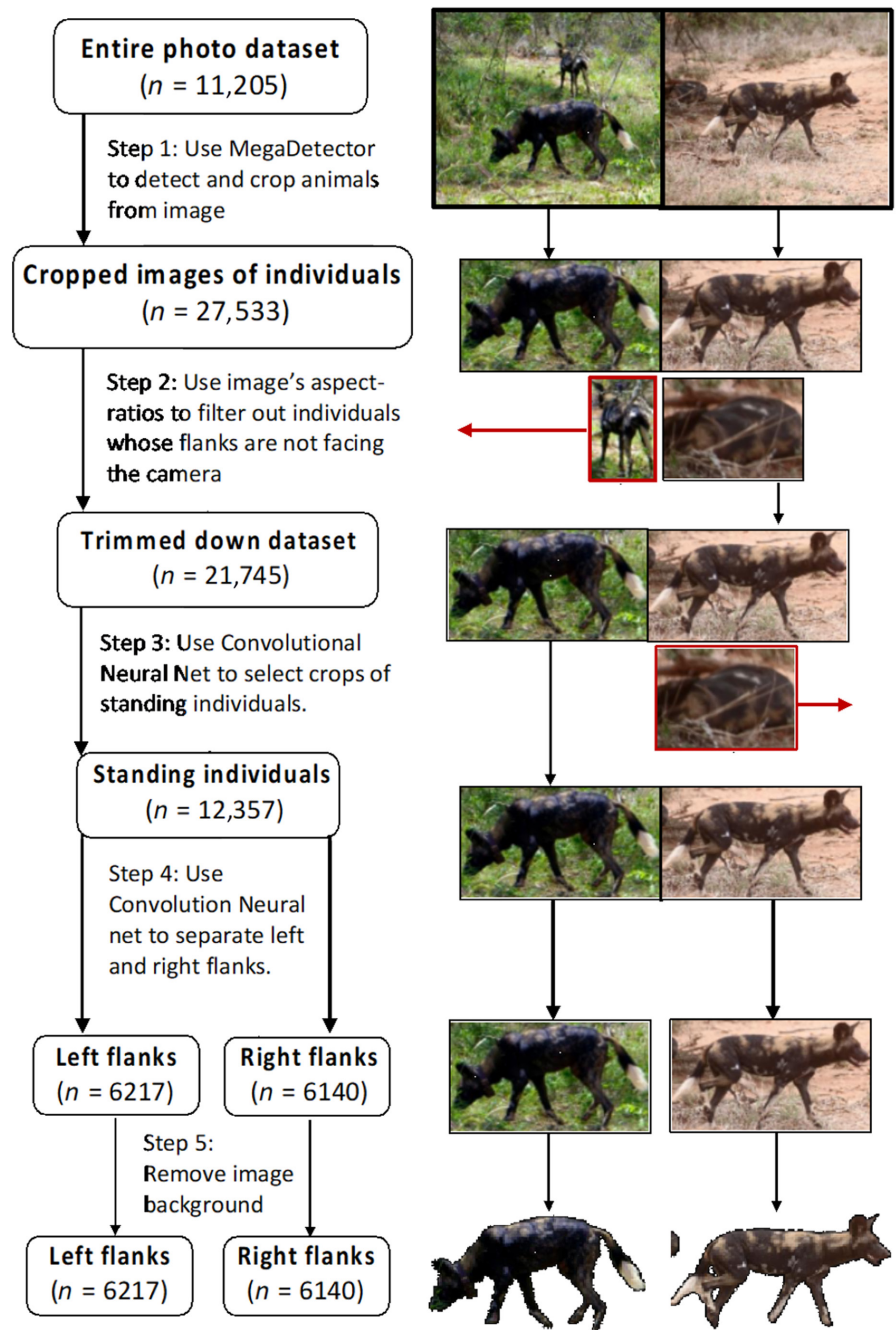 Entire photo dataset
(n = 11,205)
Step 1: Use MegaDetector
to detect and crop animals
from image
Cropped images of individuals
(n = 27,533)
Step 2: Use image’s aspect-
ratios to filter out individuals
whose flanks are not facing
the camera
Trimmed down dataset
(n = 21,745)
Step 3: Use Convolutional
Neural Net to select crops of
standing individuals.
Standing individuals
(n = 12,357)
Step 4: Use
Convolution Neural
net to separate left
and right flanks.
Left flanks
(n = 6217)
Right flanks
(n = 6140)
Step 5:
Remove image
background
Left flanks
(n = 6217)
Right flanks
(n = 6140)